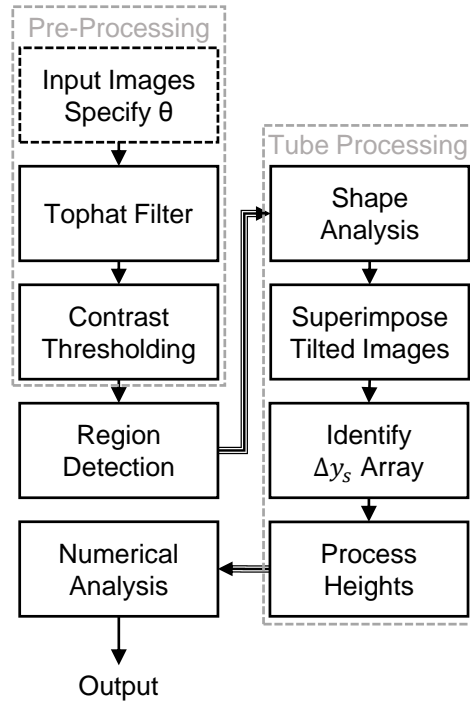 Pre-Processing
Input Images
Specify θ
Tophat Filter
Contrast
Thresholding
Region
Detection
Tube Processing
Shape
Analysis
Superimpose
Tilted Images
Identify
Δyₛ Array
Process
Heights
Numerical
Analysis
Output